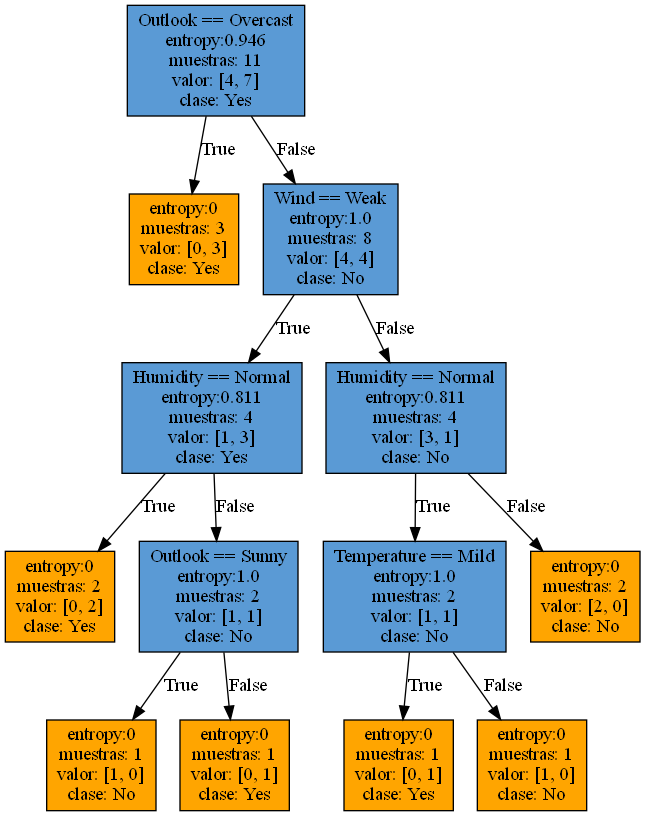 Outlook == Overcast
entropy:0.946
muestras: 11
valor: [4, 7]
clase: Yes
True
False
entropy:0
muestras: 3
valor: [0, 3]
clase: Yes
Wind == Weak
entropy:1.0
muestras: 8
valor: [4, 4]
clase: No
True
False
Humidity == Normal
entropy:0.811
muestras: 4
valor: [1, 3]
clase: Yes
Humidity == Normal
entropy:0.811
muestras: 4
valor: [3, 1]
clase: No
True
False
True
False
entropy:0
muestras: 2
valor: [0, 2]
clase: Yes
Outlook == Sunny
entropy:1.0
muestras: 2
valor: [1, 1]
clase: No
Temperature == Mild
entropy:1.0
muestras: 2
valor: [1, 1]
clase: No
entropy:0
muestras: 2
valor: [2, 0]
clase: No
True
False
True
False
entropy:0
muestras: 1
valor: [1, 0]
clase: No
entropy:0
muestras: 1
valor: [0, 1]
clase: Yes
entropy:0
muestras: 1
valor: [0, 1]
clase: Yes
entropy:0
muestras: 1
valor: [1, 0]
clase: No